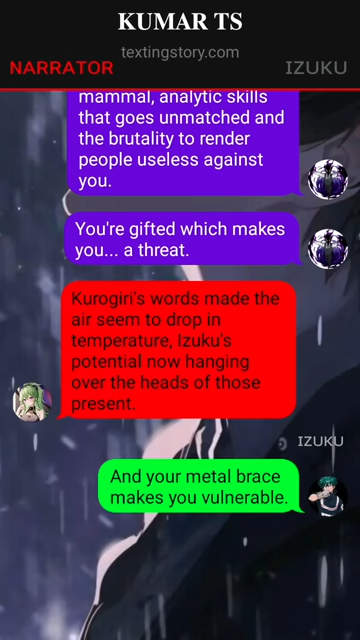 KUMAR TS
textingstory.com
NARRATOR
IZUKU
mammal, analytic skills
that goes unmatched and
the brutality to render
people useless against
you.
You're gifted which makes
you... a threat.
Kurogiri's words made the
air seem to drop in
temperature, Izuku's
potential now hanging
over the heads of those
present.
IZUKU
And your metal brace
makes you vulnerable.